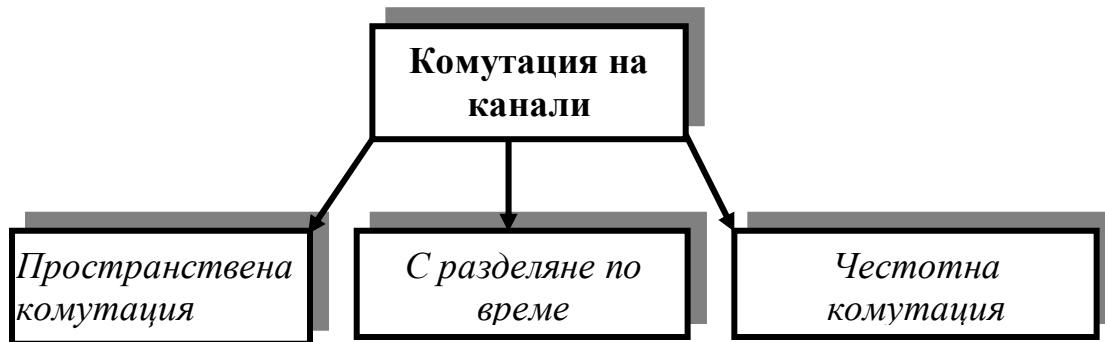 Комутация на
канали
Пространствена
комутация
С разделяне по
време
Честотна
комутация